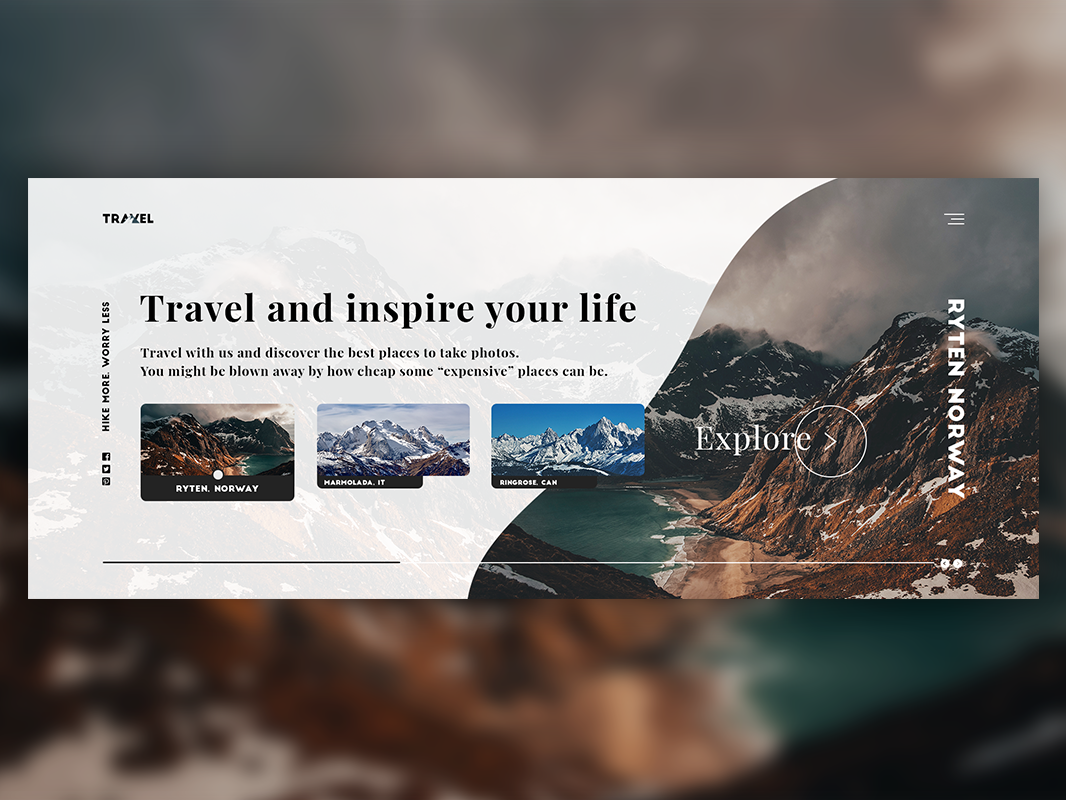 TRAVEL
HIKE MORE. WORRY LESS
Travel and inspire your life
Travel with us and discover the best places to take photos.
You might be blown away by how cheap some “expensive” places can be.
RYTEN. NORWAY
MARMOLADA. IT
RINGROSE. CAN
Explore >
RYTEN NORWAY